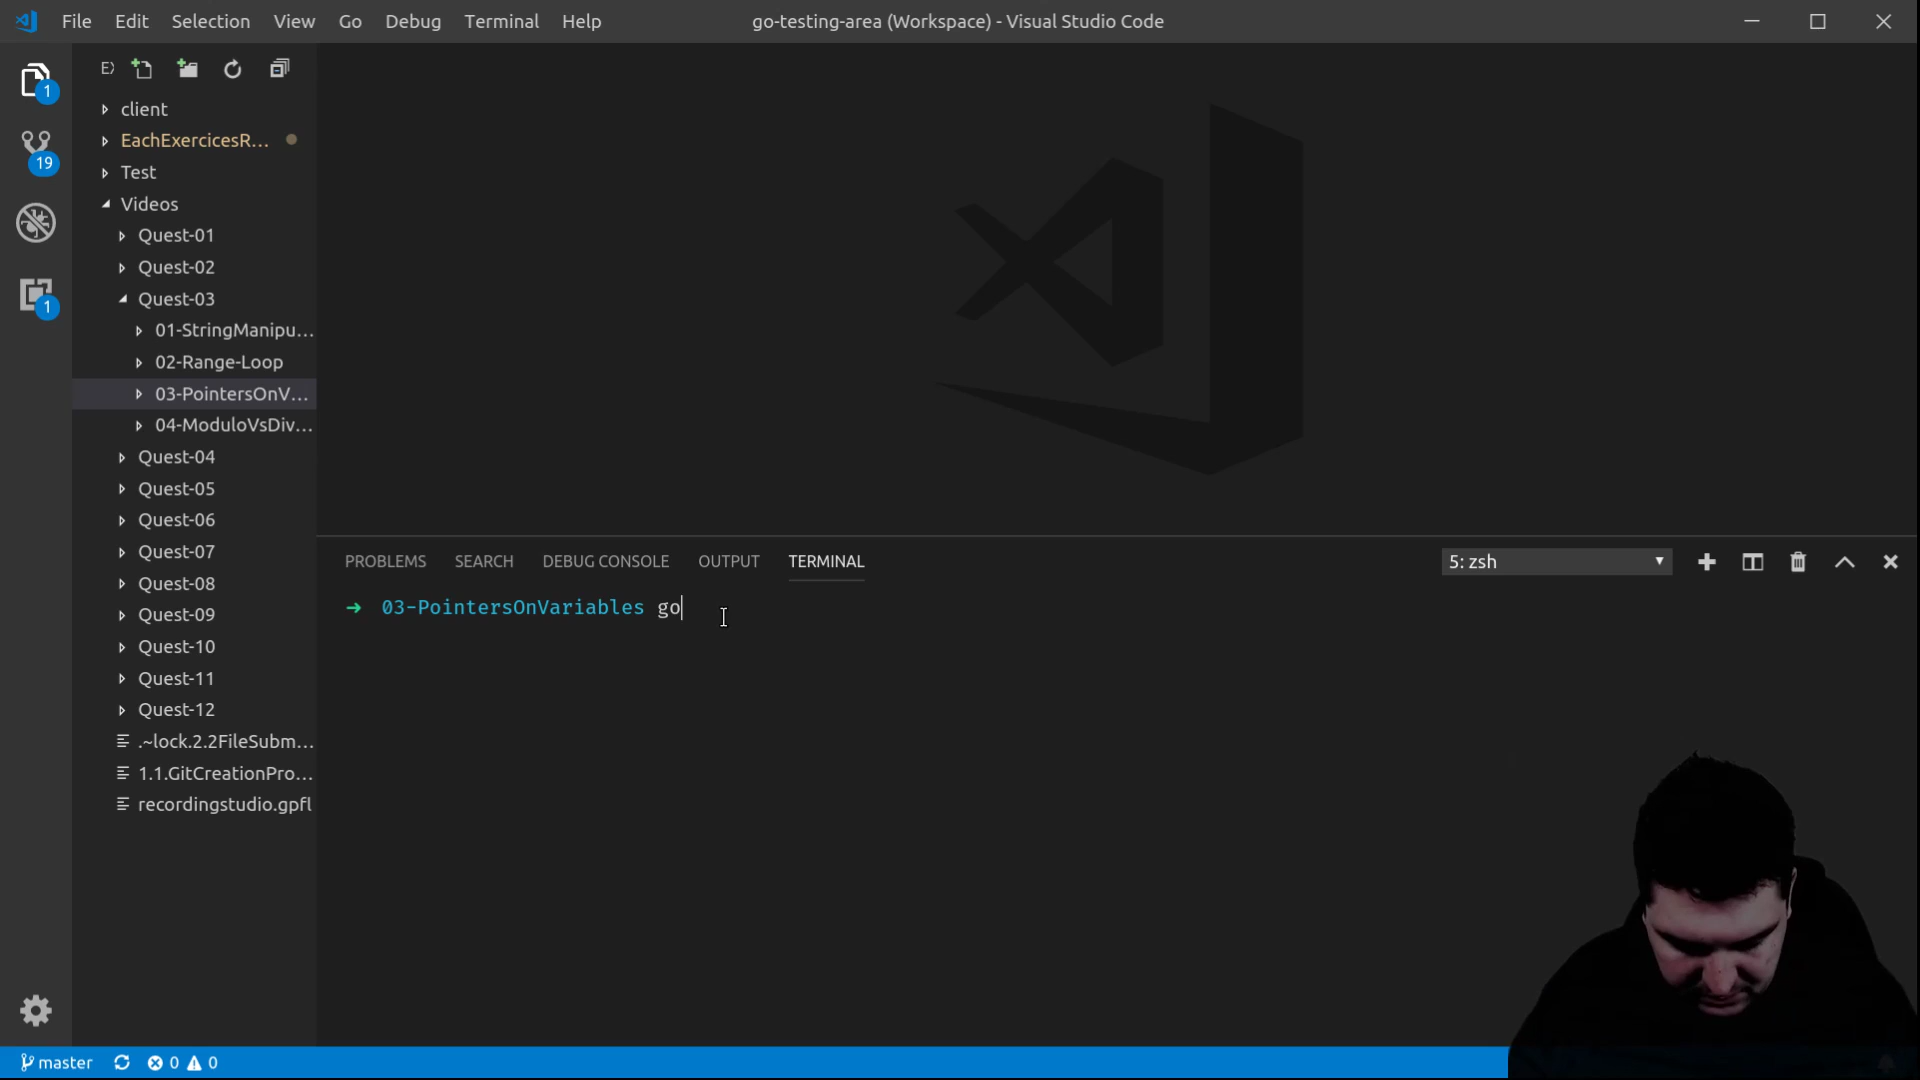 File Edit Selection View Go Debug Terminal Help
go-testing-area (Workspace) - Visual Studio Code
1
19
1
client
EachExercicesR...
Test
Videos
Quest-01
Quest-02
Quest-03
01-StringManipu...
02-Range-Loop
03-PointersOnV...
04-ModuloVsDiv...
Quest-04
Quest-05
Quest-06
Quest-07
Quest-08
Quest-09
Quest-10
Quest-11
Quest-12
.~lock.2.2FileSubm...
1.1.GitCreationPro...
recordingstudio.gpfl
PROBLEMS SEARCH DEBUG CONSOLE OUTPUT TERMINAL
5: zsh
➜ 03-PointersOnVariables go
master 0 0